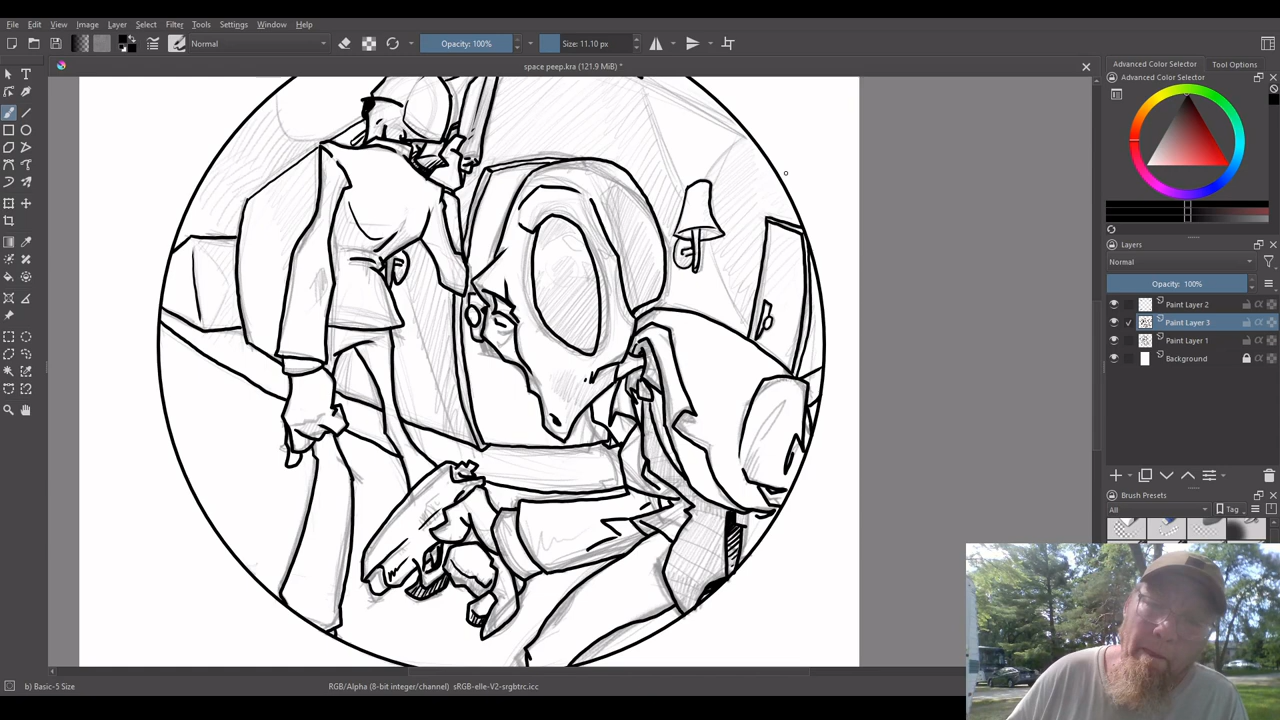 File Edit View Image Layer Select Filter Tools Settings Window Help
Normal Opacity: 100% Size: 11.10 px
space peep.kra (121.9 MiB) *
Advanced Color Selector Tool Options
Advanced Color Selector
Layers
Normal
Opacity: 100%
Paint Layer 2
Paint Layer 3
Paint Layer 1
Background
Brush Presets
All Tag
b) Basic-5 Size RGB/Alpha (8-bit integer/channel) sRGB-elle-V2-srgbtrc.icc